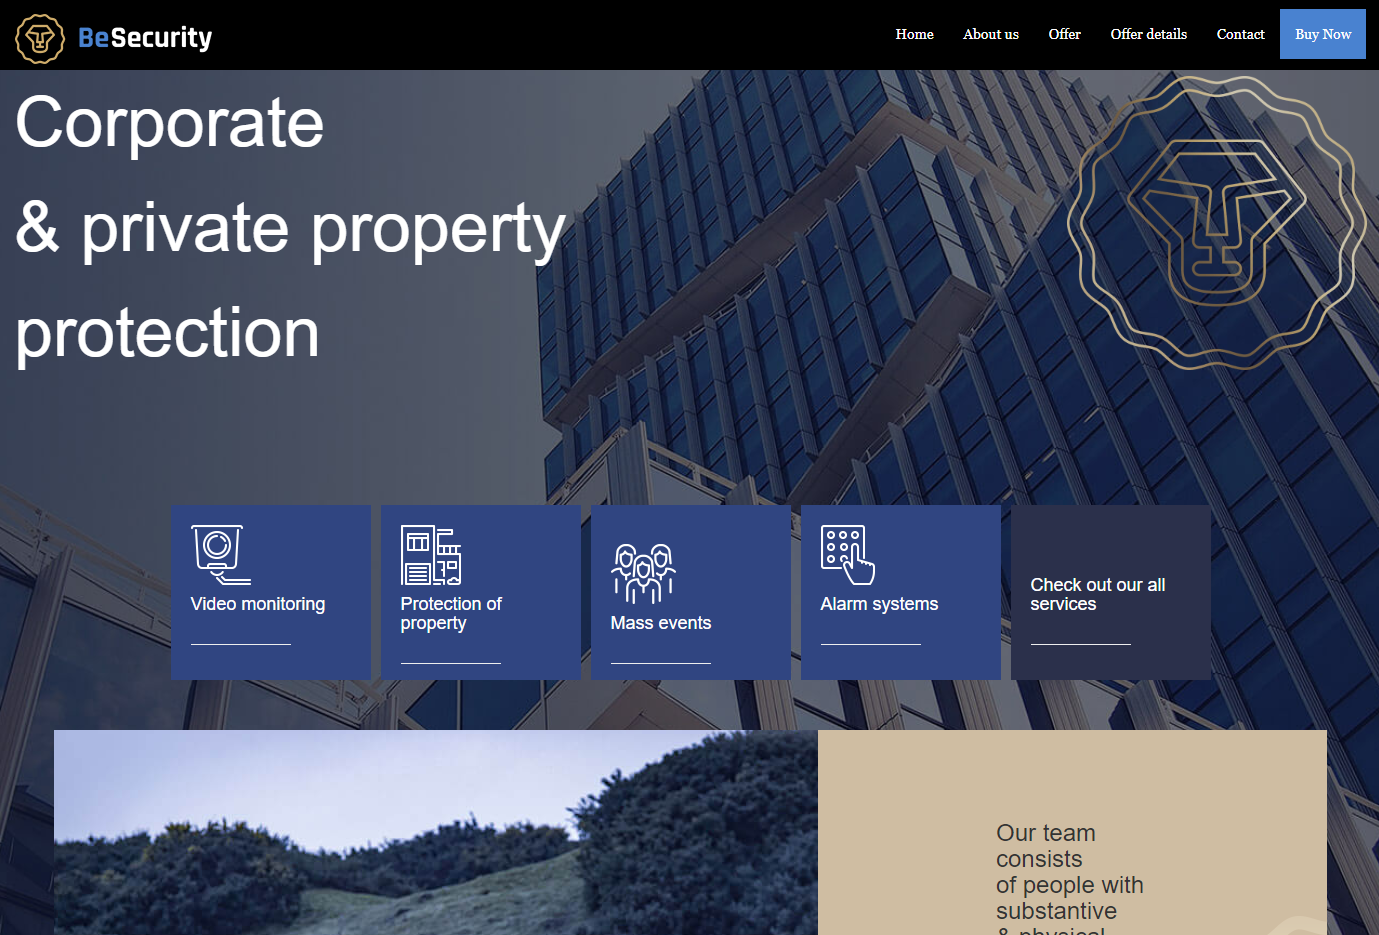 BeSecurity
Home About us Offer Offer details Contact Buy Now
Corporate
& private property
protection
Video monitoring
Protection of
property
Mass events
Alarm systems
Check out our all
services
Our team
consists
of people with
substantive
& physical